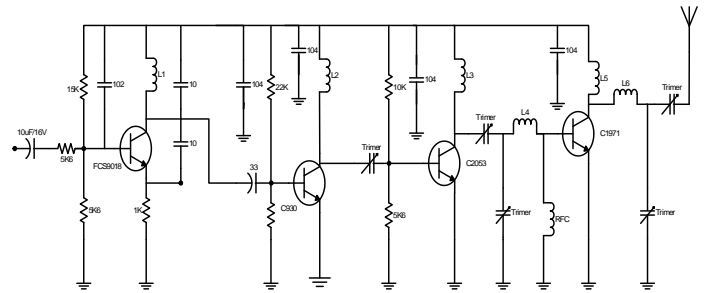 104
L1
L2
104
L3
104
L5
L6
Trimer
15K
102
10
104
22K
10K
104
Trimer
L4
10uF/16V
5K6
FCS9018
10
33
Trimer
C2053
C1971
5K6
1K
C930
5K6
Trimer
RFC
Trimer